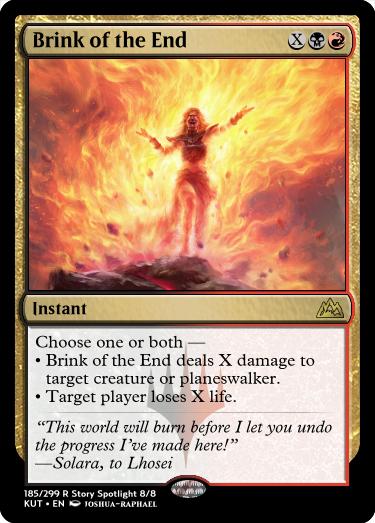 Brink of the End X
Instant
Choose one or both —
• Brink of the End deals X damage to
target creature or planeswalker.
• Target player loses X life.
“This world will burn before I let you undo
the progress I’ve made here!”
—Solara, to Lhosei
185/299 R Story Spotlight 8/8
KUT • EN JOSHUA-RAPHAEL